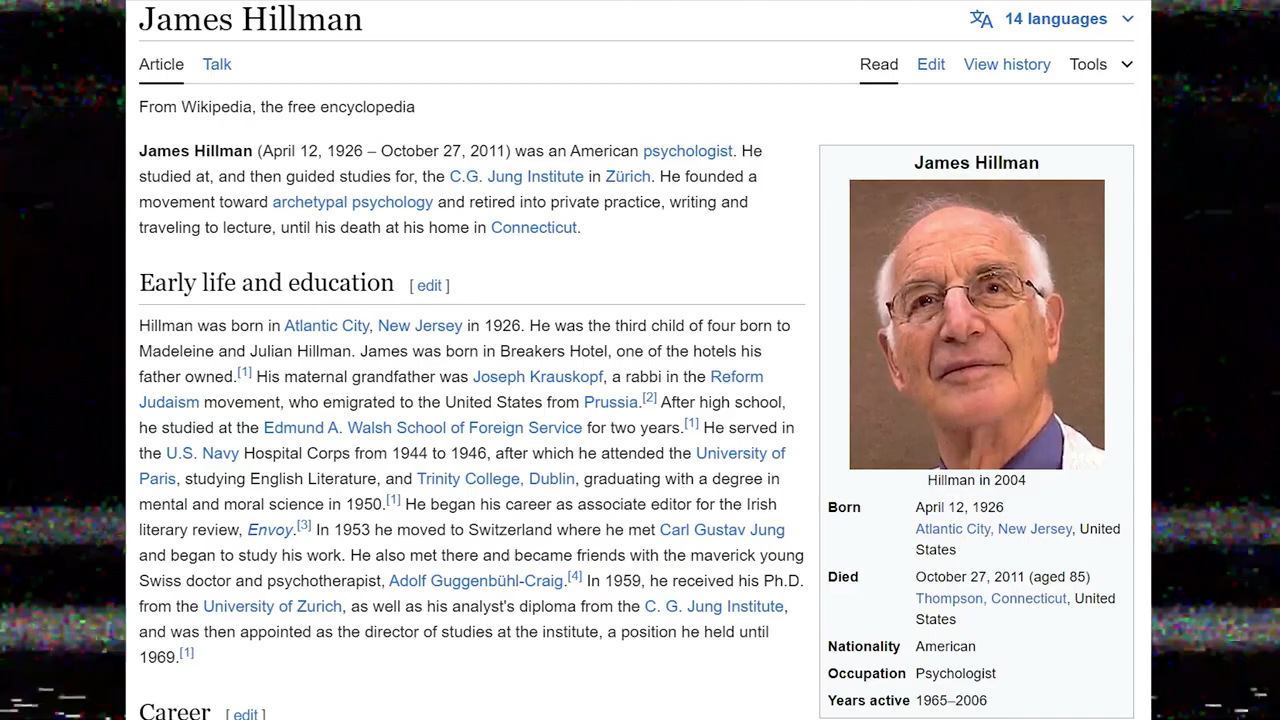 James Hillman
14 languages
Article Talk Read Edit View history Tools
From Wikipedia, the free encyclopedia
James Hillman (April 12, 1926 – October 27, 2011) was an American psychologist. He
studied at, and then guided studies for, the C.G. Jung Institute in Zürich. He founded a
movement toward archetypal psychology and retired into private practice, writing and
traveling to lecture, until his death at his home in Connecticut.
Early life and education [ edit ]
Hillman was born in Atlantic City, New Jersey in 1926. He was the third child of four born to
Madeleine and Julian Hillman. James was born in Breakers Hotel, one of the hotels his
father owned.[1] His maternal grandfather was Joseph Krauskopf, a rabbi in the Reform
Judaism movement, who emigrated to the United States from Prussia.[2] After high school,
he studied at the Edmund A. Walsh School of Foreign Service for two years.[1] He served in
the U.S. Navy Hospital Corps from 1944 to 1946, after which he attended the University of
Paris, studying English Literature, and Trinity College, Dublin, graduating with a degree in
mental and moral science in 1950.[1] He began his career as associate editor for the Irish
literary review, Envoy.[3] In 1953 he moved to Switzerland where he met Carl Gustav Jung
and began to study his work. He also met there and became friends with the maverick young
Swiss doctor and psychotherapist, Adolf Guggenbühl-Craig.[4] In 1959, he received his Ph.D.
from the University of Zurich, as well as his analyst's diploma from the C. G. Jung Institute,
and was then appointed as the director of studies at the institute, a position he held until
1969.[1]
Career [ edit ]
James Hillman
Hillman in 2004
Born April 12, 1926
Atlantic City, New Jersey, United
States
Died October 27, 2011 (aged 85)
Thompson, Connecticut, United
States
Nationality American
Occupation Psychologist
Years active 1965–2006